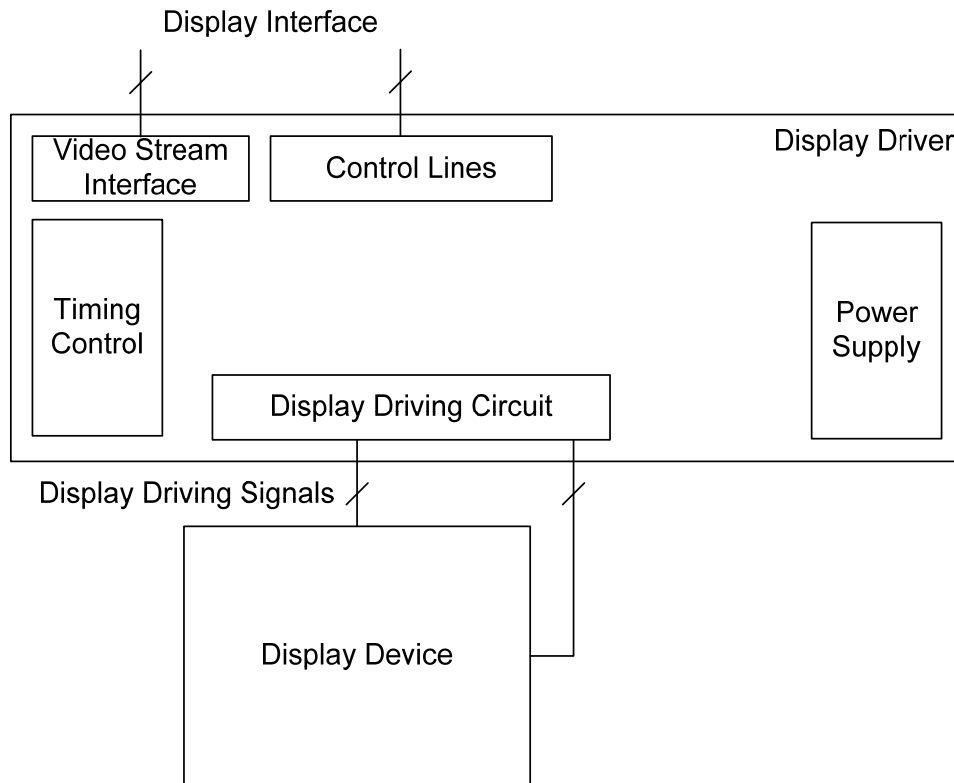 Display Interface
Display Driver
Video Stream
Interface
Control Lines
Timing
Control
Power
Supply
Display Driving Circuit
Display Driving Signals
Display Device